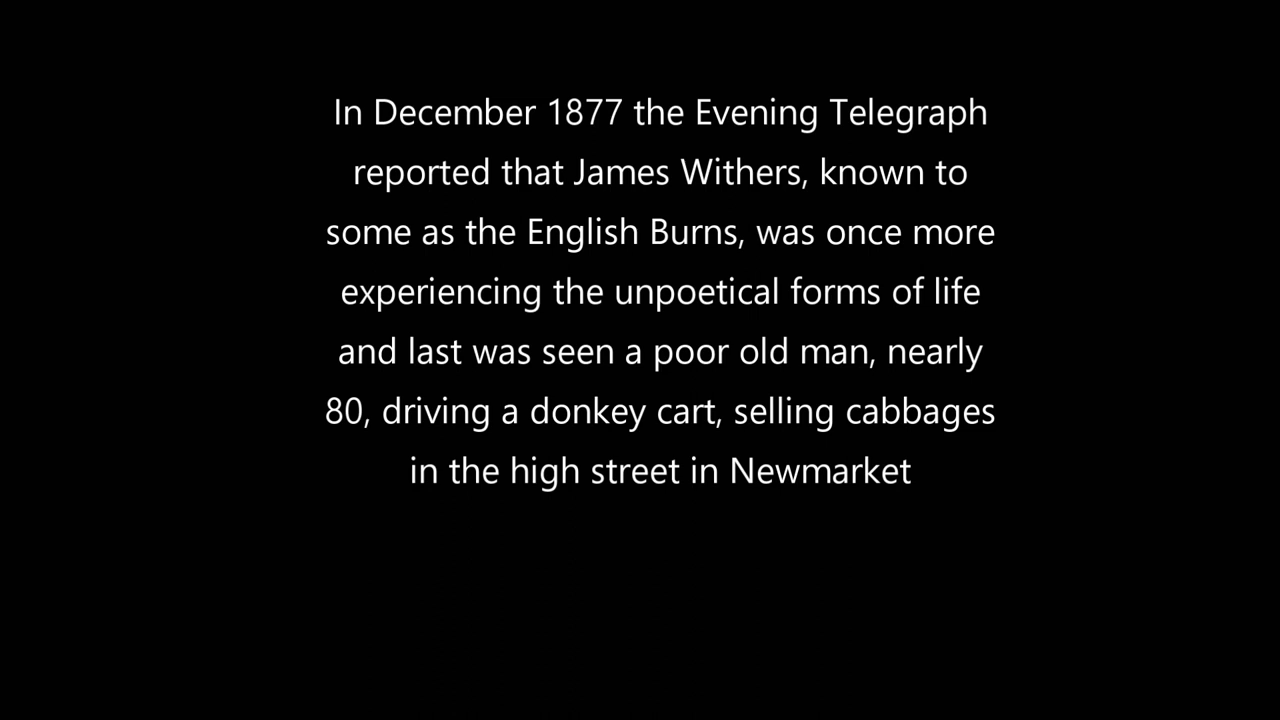 In December 1877 the Evening Telegraph
reported that James Withers, known to
some as the English Burns, was once more
experiencing the unpoetical forms of life
and last was seen a poor old man, nearly
80, driving a donkey cart, selling cabbages
in the high street in Newmarket